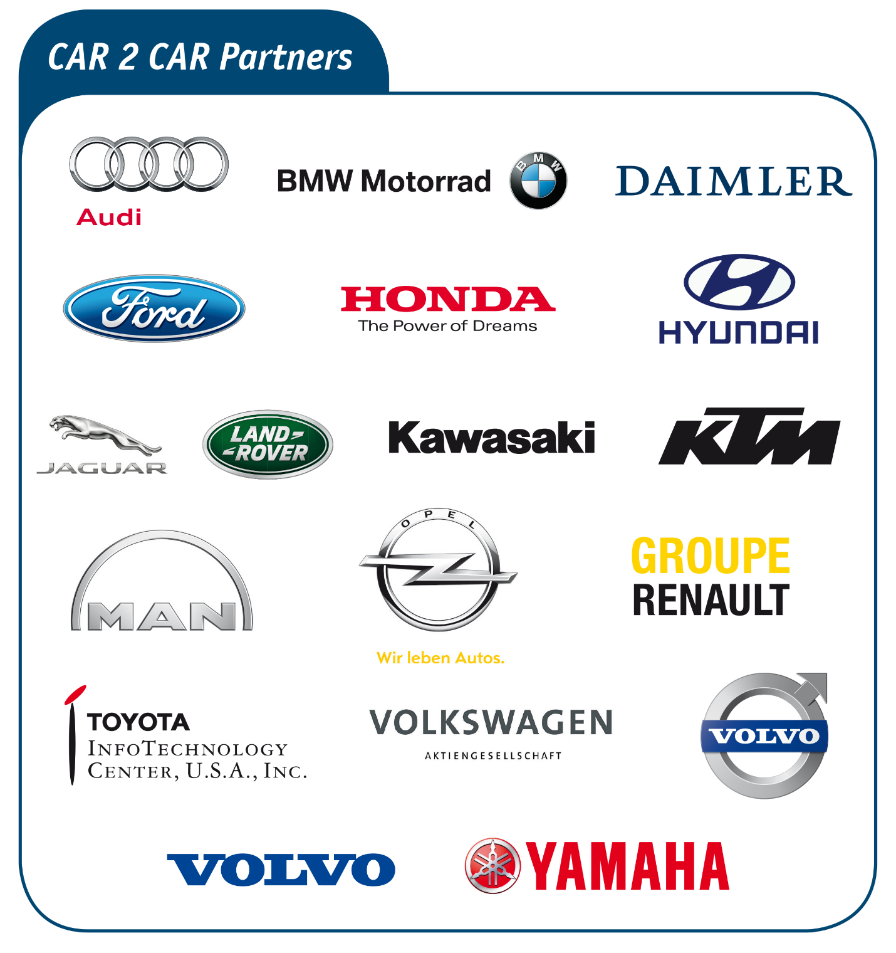 CAR 2 CAR Partners
Audi
BMW Motorrad
BMW
DAIMLER
Ford
HONDA
The Power of Dreams
HYUNDAI
JAGUAR
LAND-
-ROVER
Kawasaki
KTM
MAN
OPEL
Wir leben Autos.
GROUPE
RENAULT
TOYOTA
INFOTECHNOLOGY
CENTER, U.S.A., INC.
VOLKSWAGEN
AKTIENGESELLSCHAFT
VOLVO
VOLVO
YAMAHA